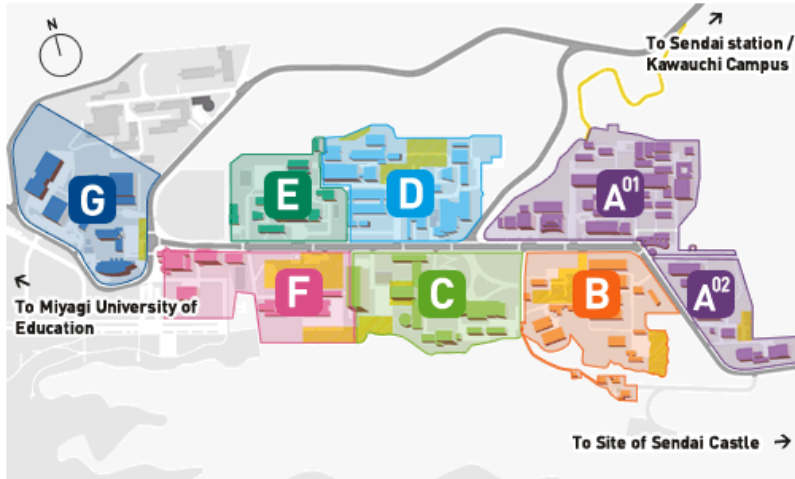 N
To Sendai station /
Kawauchi Campus
E
D
A01
G
F
C
B
A02
To Miyagi University of
Education
To Site of Sendai Castle